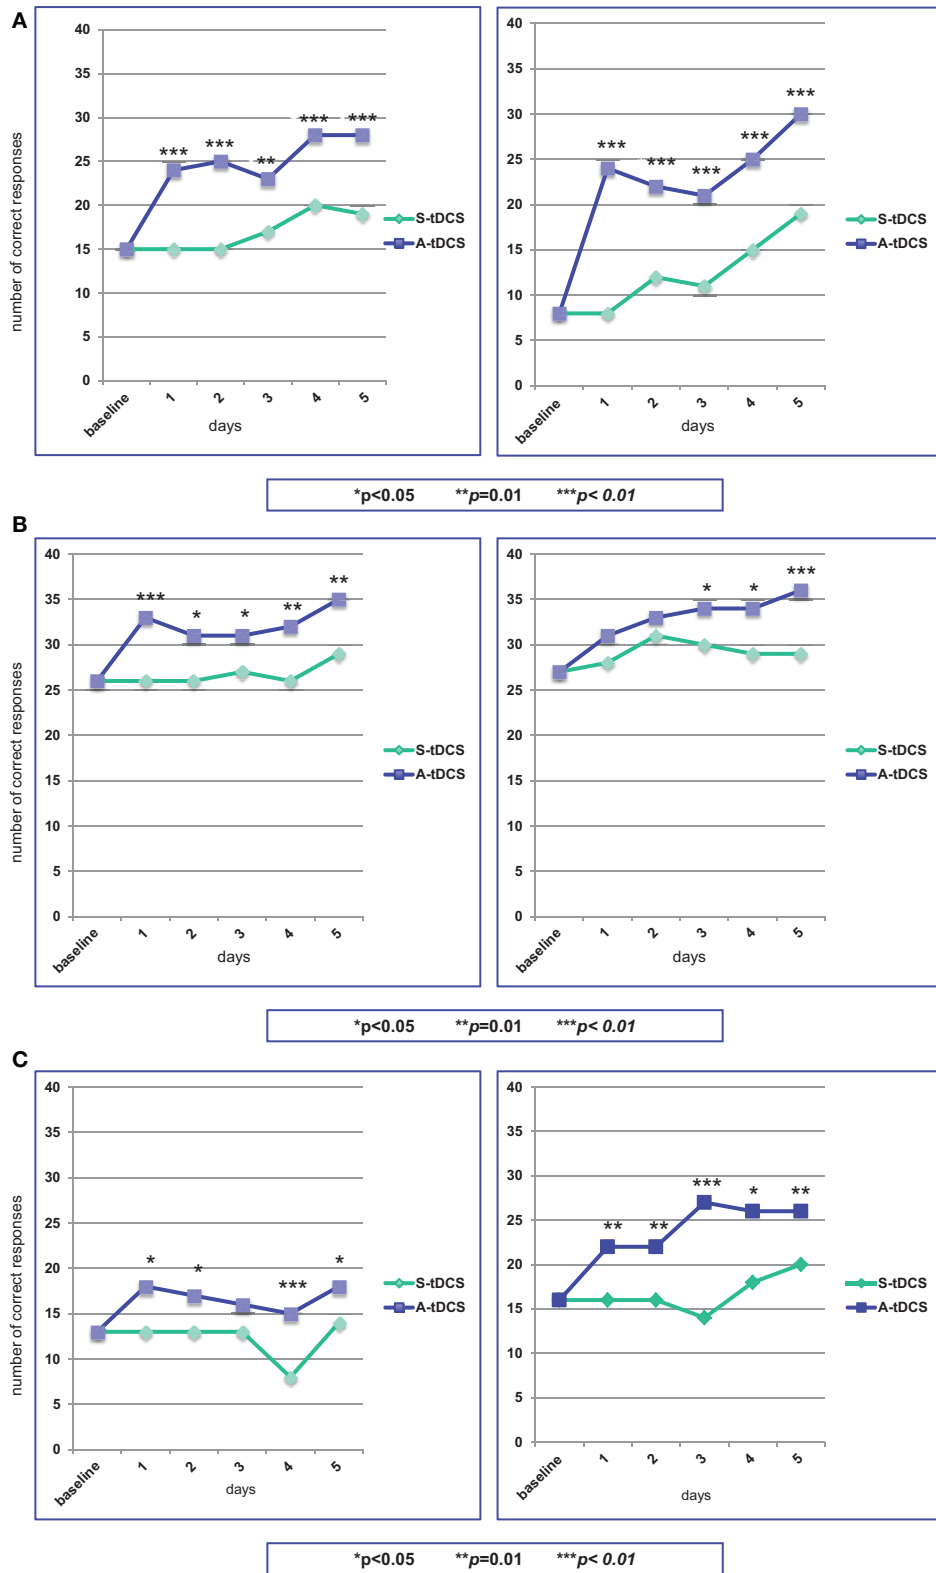 A
number of correct responses
40
35
30
25
20
15
10
5
0
*** *** ** *** ***
baseline 1 2 3 4 5
days
S-tDCS
A-tDCS
40
35
30
25
20
15
10
5
0
*** *** *** *** ***
baseline 1 2 3 4 5
days
S-tDCS
A-tDCS
*p<0.05 **p=0.01 ***p< 0.01
B
number of correct responses
40
35
30
25
20
15
10
5
0
*** * * ** **
baseline 1 2 3 4 5
days
S-tDCS
A-tDCS
40
35
30
25
20
15
10
5
0
* * ***
baseline 1 2 3 4 5
days
S-tDCS
A-tDCS
*p<0.05 **p=0.01 ***p< 0.01
C
number of correct responses
40
35
30
25
20
15
10
5
0
* * *** *
baseline 1 2 3 4 5
days
S-tDCS
A-tDCS
40
35
30
25
20
15
10
5
0
** ** *** * **
baseline 1 2 3 4 5
days
S-tDCS
A-tDCS
*p<0.05 **p=0.01 ***p< 0.01